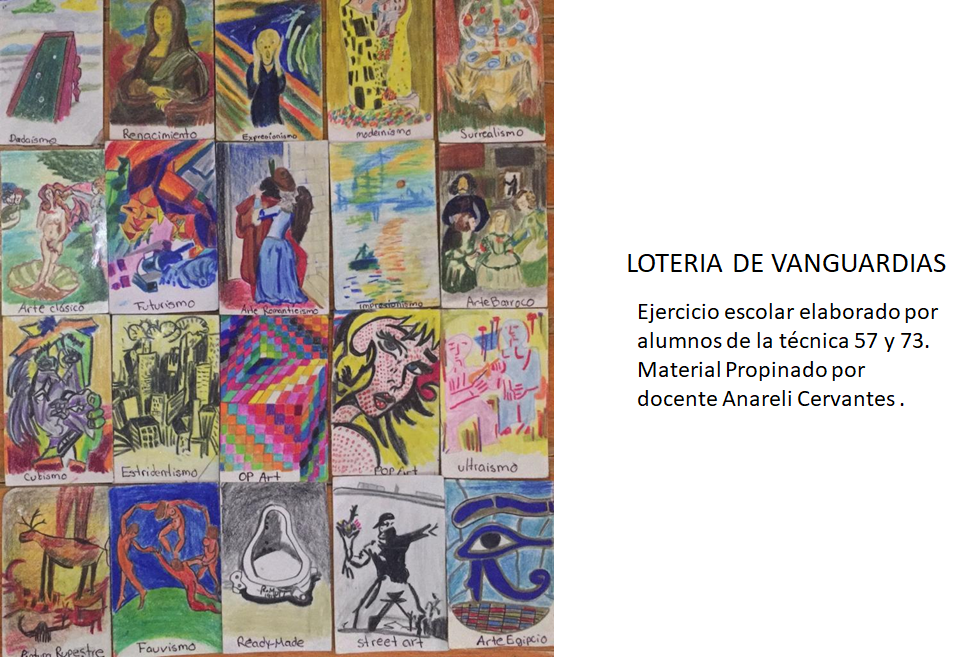 Dadaismo
Renacimiento
Expresionismo
modernismo
Surrealismo
Arte clásico
Futurismo
Arte Romanticismo
Impresionismo
Arte Barroco
Cubismo
Estridentismo
OP Art
POP Art
ultraismo
Pintura Rupestre
Fauvismo
Ready-Made
street art
Arte Egipcio
LOTERIA DE VANGUARDIAS
Ejercicio escolar elaborado por
alumnos de la técnica 57 y 73.
Material Propinado por
docente Anareli Cervantes .